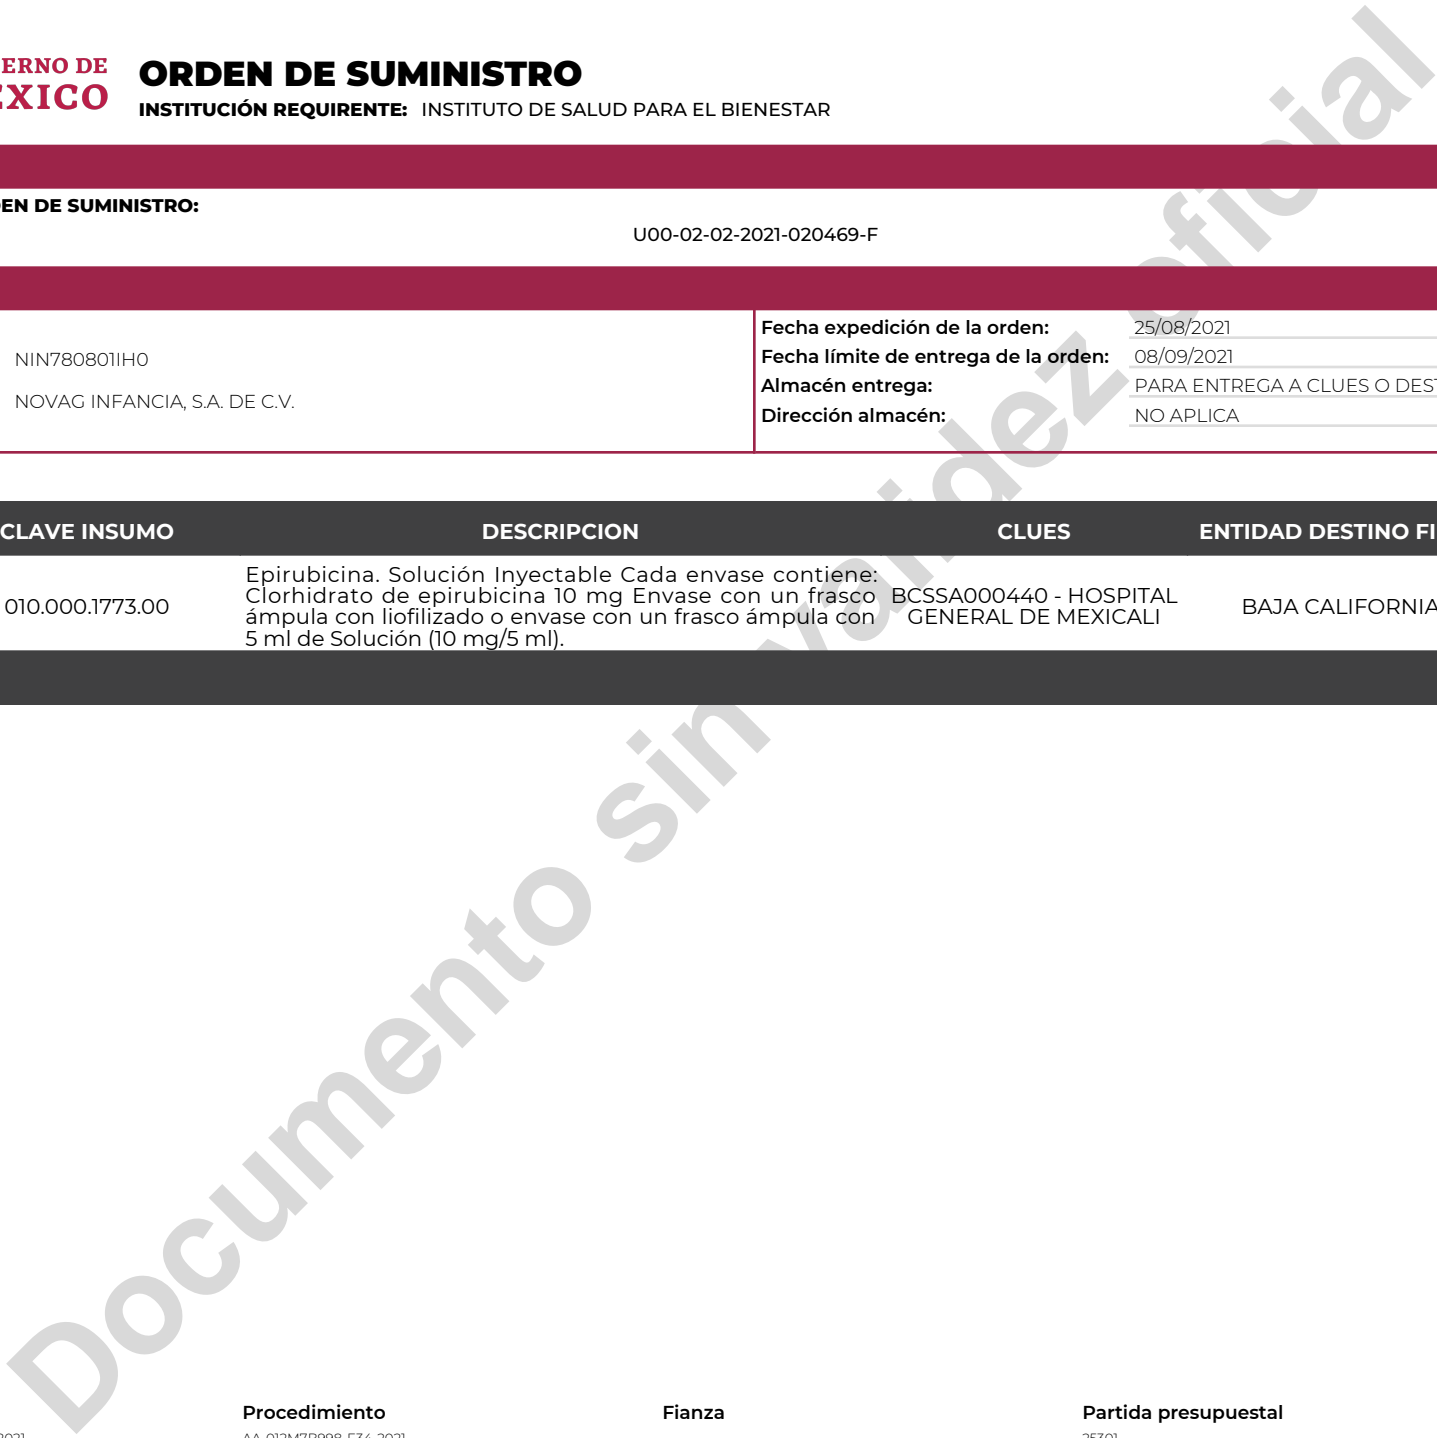 ERNO DE
EXICO
ORDEN DE SUMINISTRO
INSTITUCIÓN REQUIRENTE: INSTITUTO DE SALUD PARA EL BIENESTAR
EN DE SUMINISTRO:
U00-02-02-2021-020469-F
NIN780801IH0
NOVAG INFANCIA, S.A. DE C.V.
Fecha expedición de la orden: 25/08/2021
Fecha límite de entrega de la orden: 08/09/2021
Almacén entrega: PARA ENTREGA A CLUES O DEST
Dirección almacén: NO APLICA
CLAVE INSUMO DESCRIPCION CLUES ENTIDAD DESTINO FI
010.000.1773.00
Epirubicina. Solución Inyectable Cada envase contiene:
Clorhidrato de epirubicina 10 mg Envase con un frasco
ámpula con liofilizado o envase con un frasco ámpula con
5 ml de Solución (10 mg/5 ml).
BCSSA000440 - HOSPITAL
GENERAL DE MEXICALI
BAJA CALIFORNIA
Documento sin validez oficial
Procedimiento Fianza Partida presupuestal